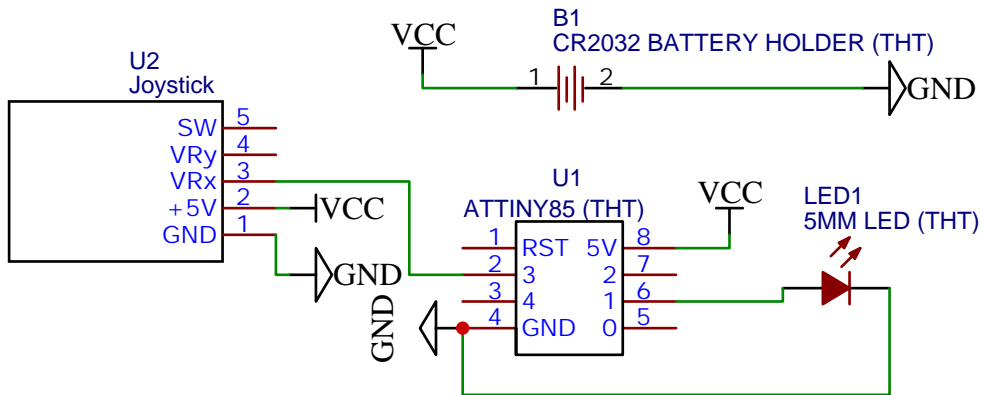 B1
CR2032 BATTERY HOLDER (THT)
VCC
1
2
GND
U2
Joystick
SW 5
VRy 4
VRx 3
+5V 2
VCC
GND 1
GND
U1
ATTINY85 (THT)
1 RST 5V 8
2 3 2 7
3 4 1 6
4 GND 0 5
GND
VCC
LED1
5MM LED (THT)